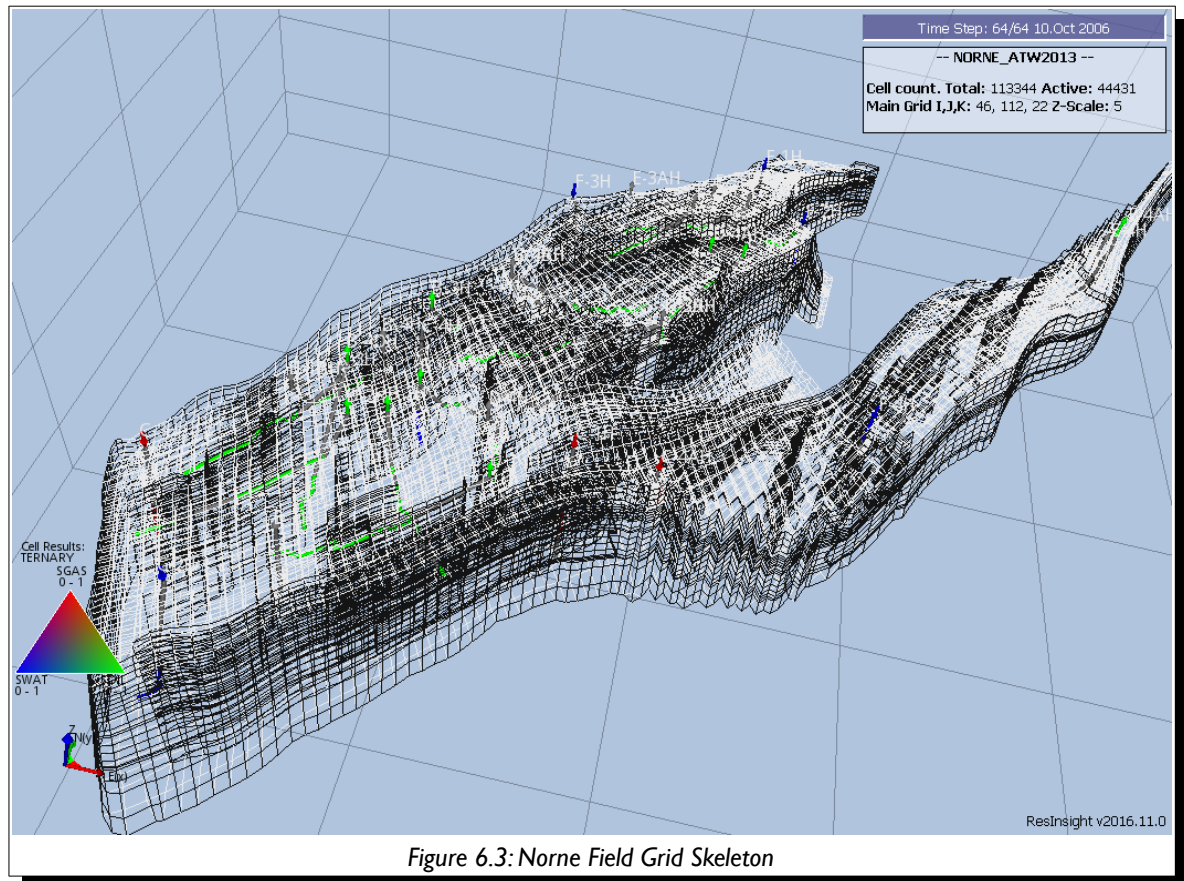 Time Step: 64/64 10.Oct 2006
-- NORNE_ATW2013 --
Cell count. Total: 113344 Active: 44431
Main Grid I,J,K: 46, 112, 22 Z-Scale: 5
E-1H
F-3H
E-3AH
Cell Results:
TERNARY
SGAS
0 - 1
SWAT
0 - 1
Z
N(y)
E(x)
ResInsight v2016.11.0
Figure 6.3: Norne Field Grid Skeleton